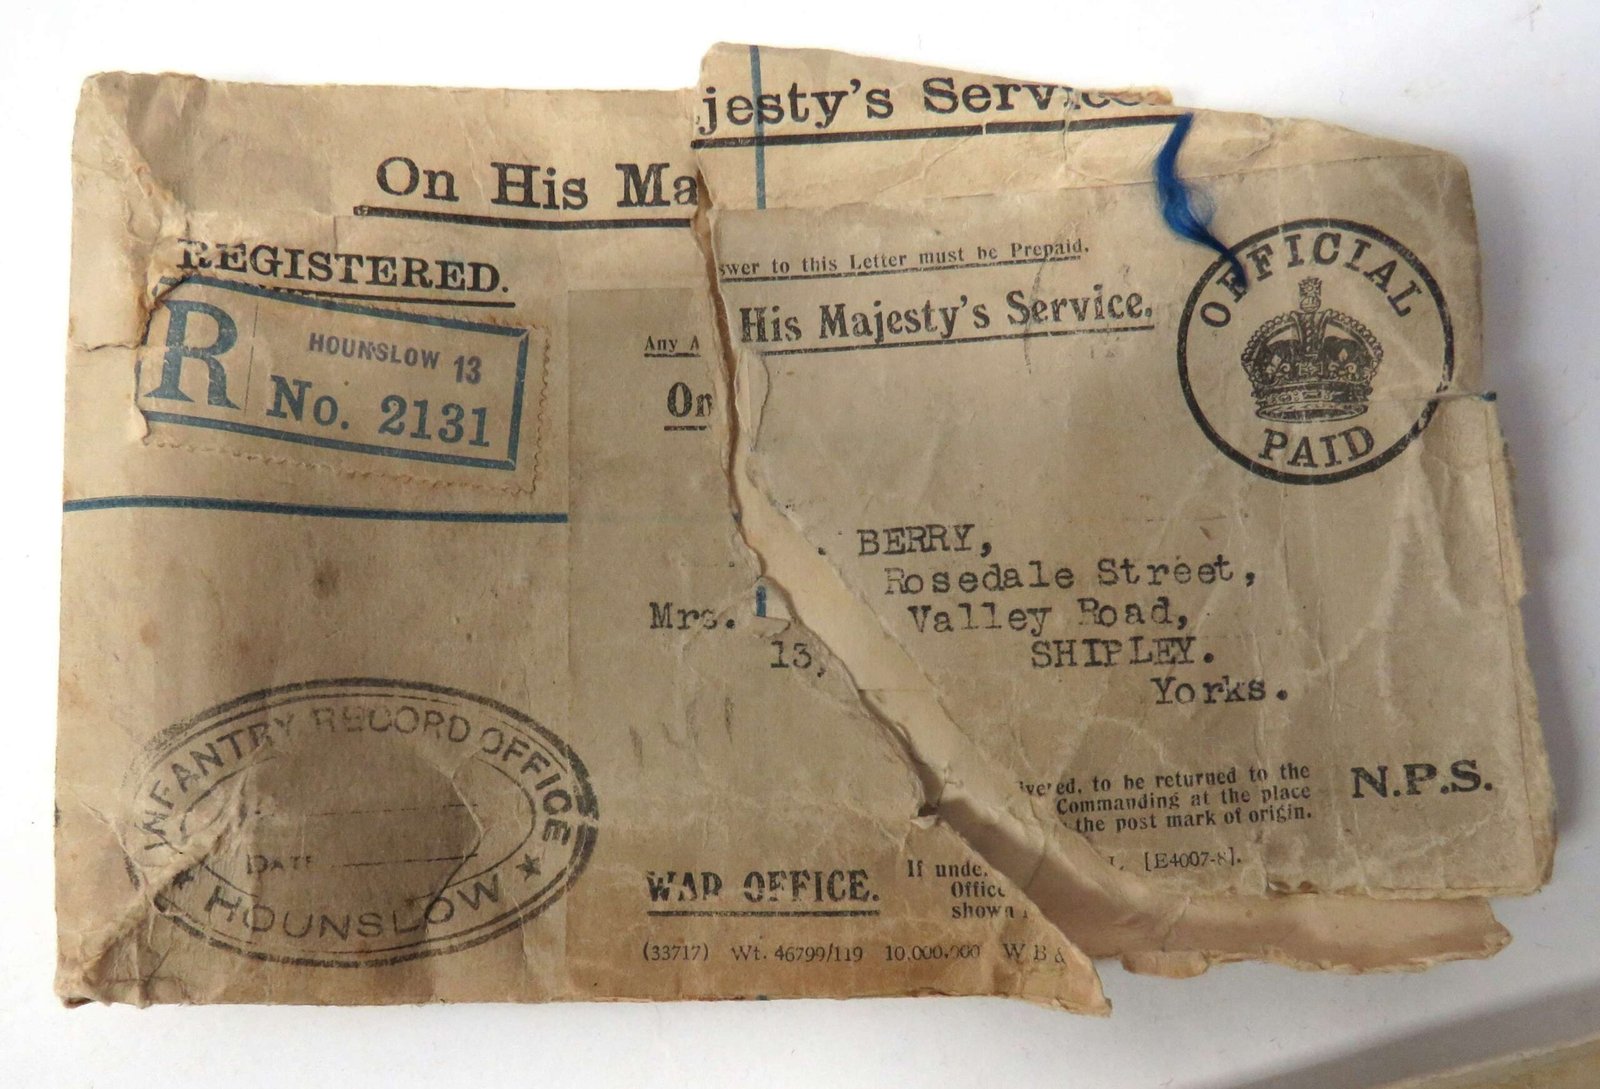 jesty's Service
On His Ma
REGISTERED.
R
HOUNSLOW 13
No. 2131
swer to this Letter must be Prepaid.
His Majesty's Service.
Any A
On
OFFICIAL
PAID
. BERRY,
Rosedale Street,
Mrs.
Valley Road,
13,
SHIPLEY.
Yorks.
INFANTRY RECORD OFFICE
DATE
HOUNSLOW
ivered, to be returned to the
Commanding at the place
the post mark of origin.
N.P.S.
[E4007-8].
WAR OFFICE.
If unde
Office
shown
(33717) Wt. 46799/119 10,000,000 W B &